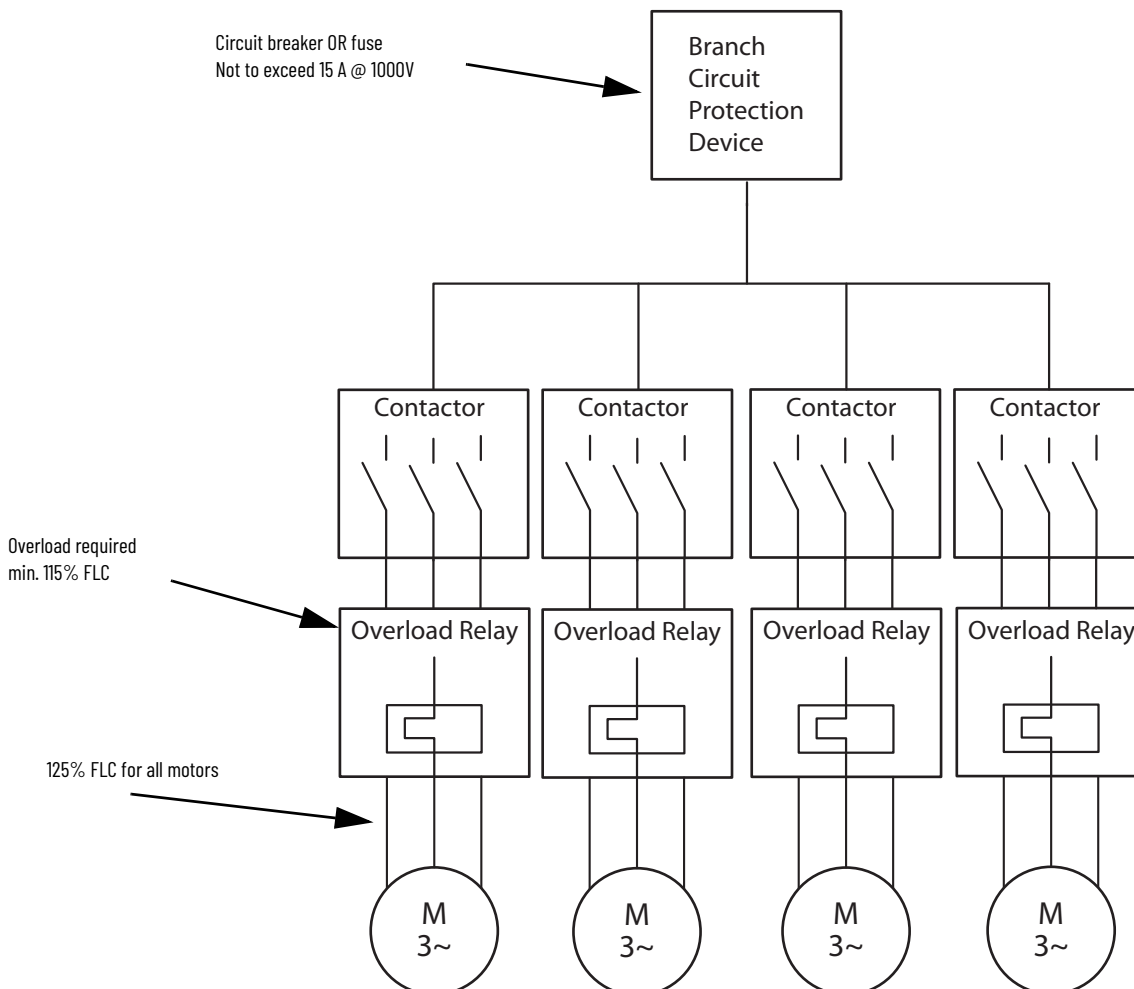 Circuit breaker OR fuse
Not to exceed 15 A @ 1000V
Branch
Circuit
Protection
Device
Contactor
Contactor
Contactor
Contactor
Overload required
min. 115% FLC
Overload Relay
Overload Relay
Overload Relay
Overload Relay
125% FLC for all motors
M
3~
M
3~
M
3~
M
3~